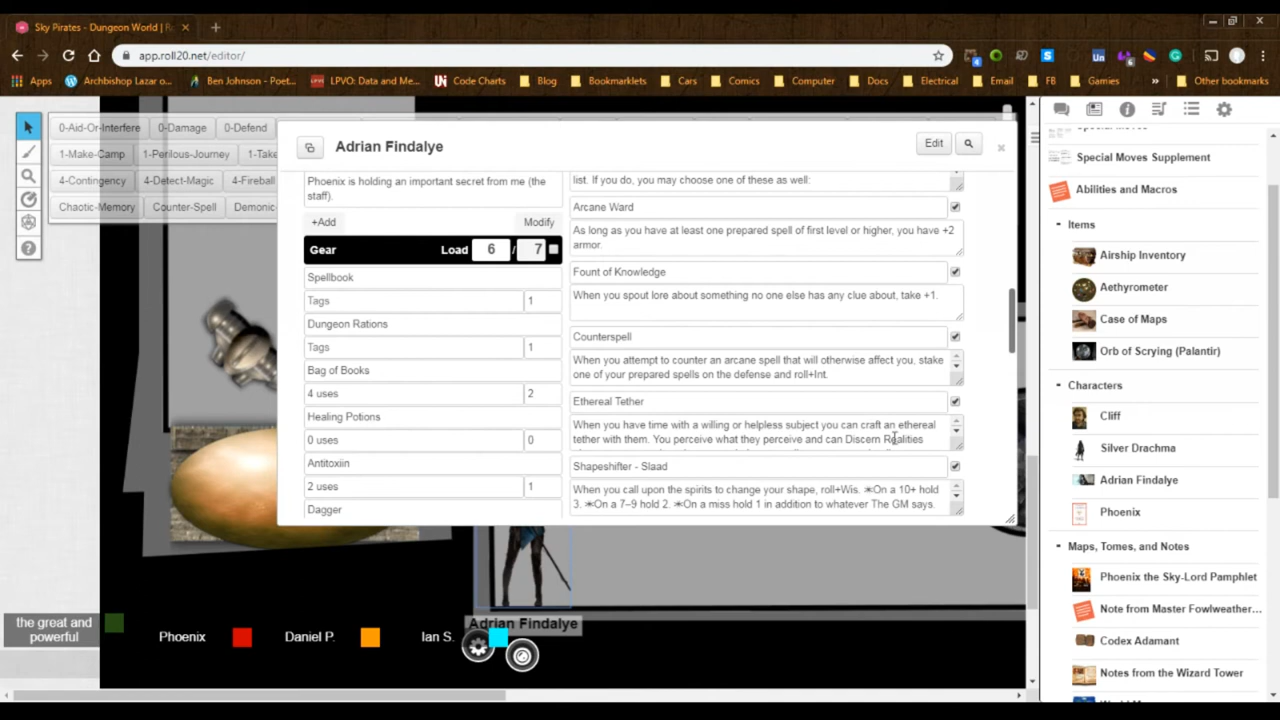 Sky Pirates - Dungeon World | R
app.roll20.net/editor/
Apps
Archbishop Lazar o...
Ben Johnson - Poet...
LPVO: Data and Me...
Code Charts
Blog
Bookmarklets
Cars
Comics
Computer
Docs
Electrical
Email
FB
Games
»
Other bookmarks
0-Aid-Or-Interfere
0-Damage
0-Defend
1-Make-Camp
1-Perilous-Journey
1-Take
4-Contingency
4-Detect-Magic
4-Fireball
Chaotic-Memory
Counter-Spell
Demonic
Adrian Findalye
Edit
Phoenix is holding an important secret from me (the
staff).
+Add
Modify
Gear
Load
6
/
7
Spellbook
Tags
1
Dungeon Rations
Tags
1
Bag of Books
4 uses
2
Healing Potions
0 uses
0
Antitoxiin
2 uses
1
Dagger
list. If you do, you may choose one of these as well:
Arcane Ward
As long as you have at least one prepared spell of first level or higher, you have +2
armor.
Fount of Knowledge
When you spout lore about something no one else has any clue about, take +1.
Counterspell
When you attempt to counter an arcane spell that will otherwise affect you, stake
one of your prepared spells on the defense and roll+Int.
Ethereal Tether
When you have time with a willing or helpless subject you can craft an ethereal
tether with them. You perceive what they perceive and can Discern Realities
Shapeshifter - Slaad
When you call upon the spirits to change your shape, roll+Wis. ✶On a 10+ hold
3. ✶On a 7–9 hold 2. ✶On a miss hold 1 in addition to whatever The GM says.
Special Moves
Special Moves Supplement
Abilities and Macros
Items
Airship Inventory
Aethyrometer
Case of Maps
Orb of Scrying (Palantir)
Characters
Cliff
Silver Drachma
Adrian Findalye
Phoenix
Maps, Tomes, and Notes
Phoenix the Sky-Lord Pamphlet
Note from Master Fowlweather...
Codex Adamant
Notes from the Wizard Tower
the great and
powerful
Phoenix
Daniel P.
Ian S.
Adrian Findalye